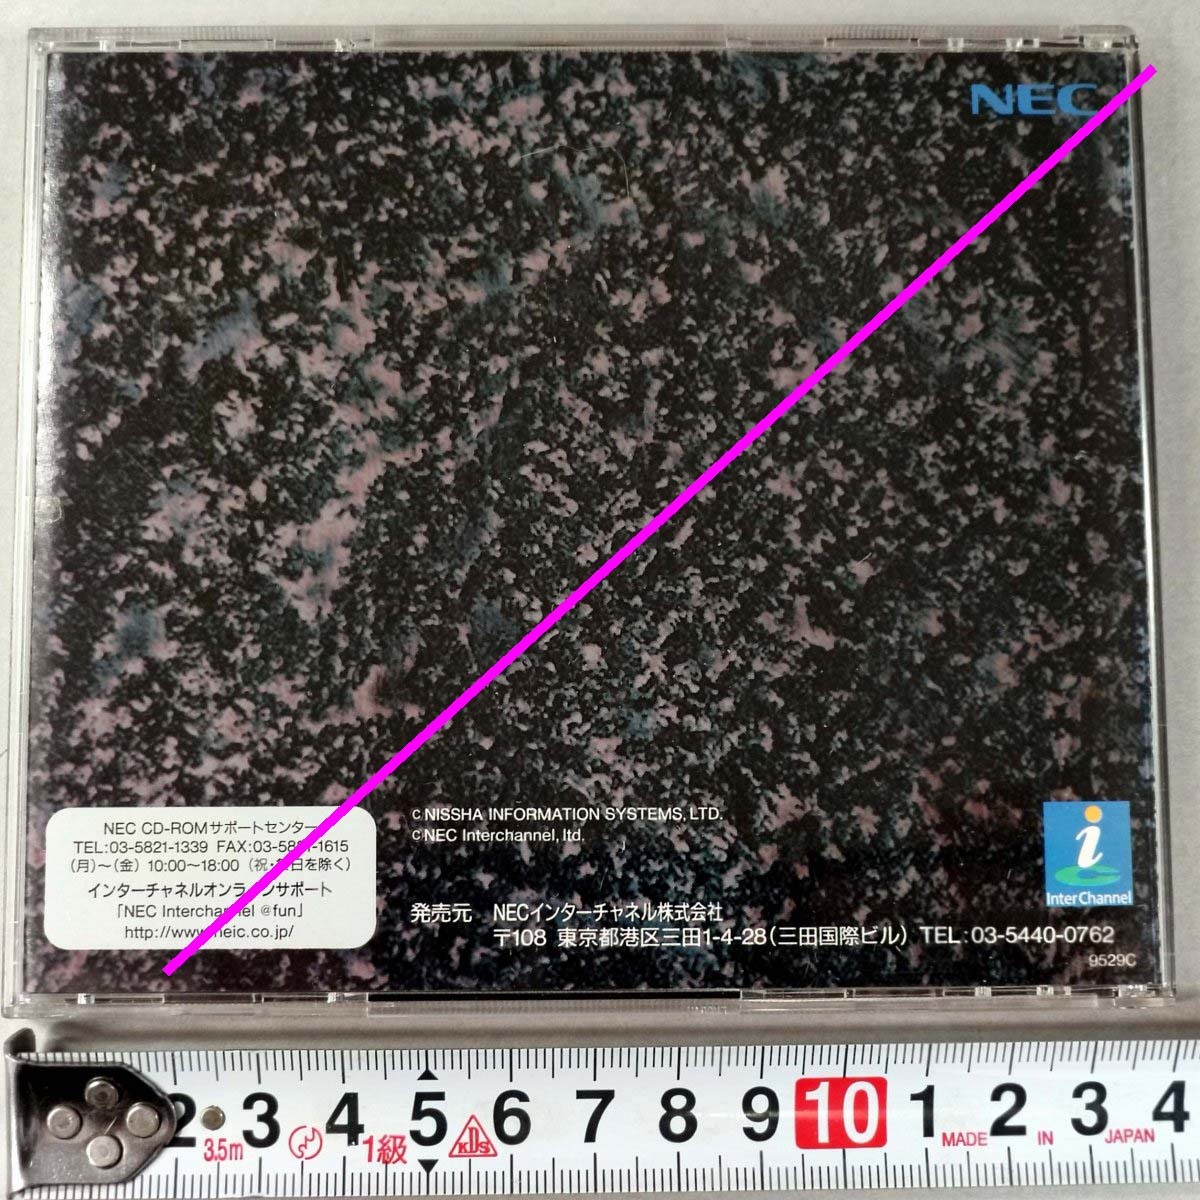 NEC
NEC CD-ROMサポートセンター
TEL:03-5821-1339 FAX:03-5821-1615
(月)〜(金) 10:00〜18:00 (祝・祭日を除く)
インターチャネルオンラインサポート
「NEC Interchannel @fun」
http://www.neic.co.jp/
© NISSHA INFORMATION SYSTEMS, LTD.
© NEC Interchannel, ltd.
発売元 NECインターチャネル株式会社
〒108 東京都港区三田1-4-28(三田国際ビル) TEL:03-5440-0762
i
InterChannel
9529C
2 3 4 5 6 7 8 9 10 1 2 3 4
3.5m 1級 KDS MADE IN JAPAN